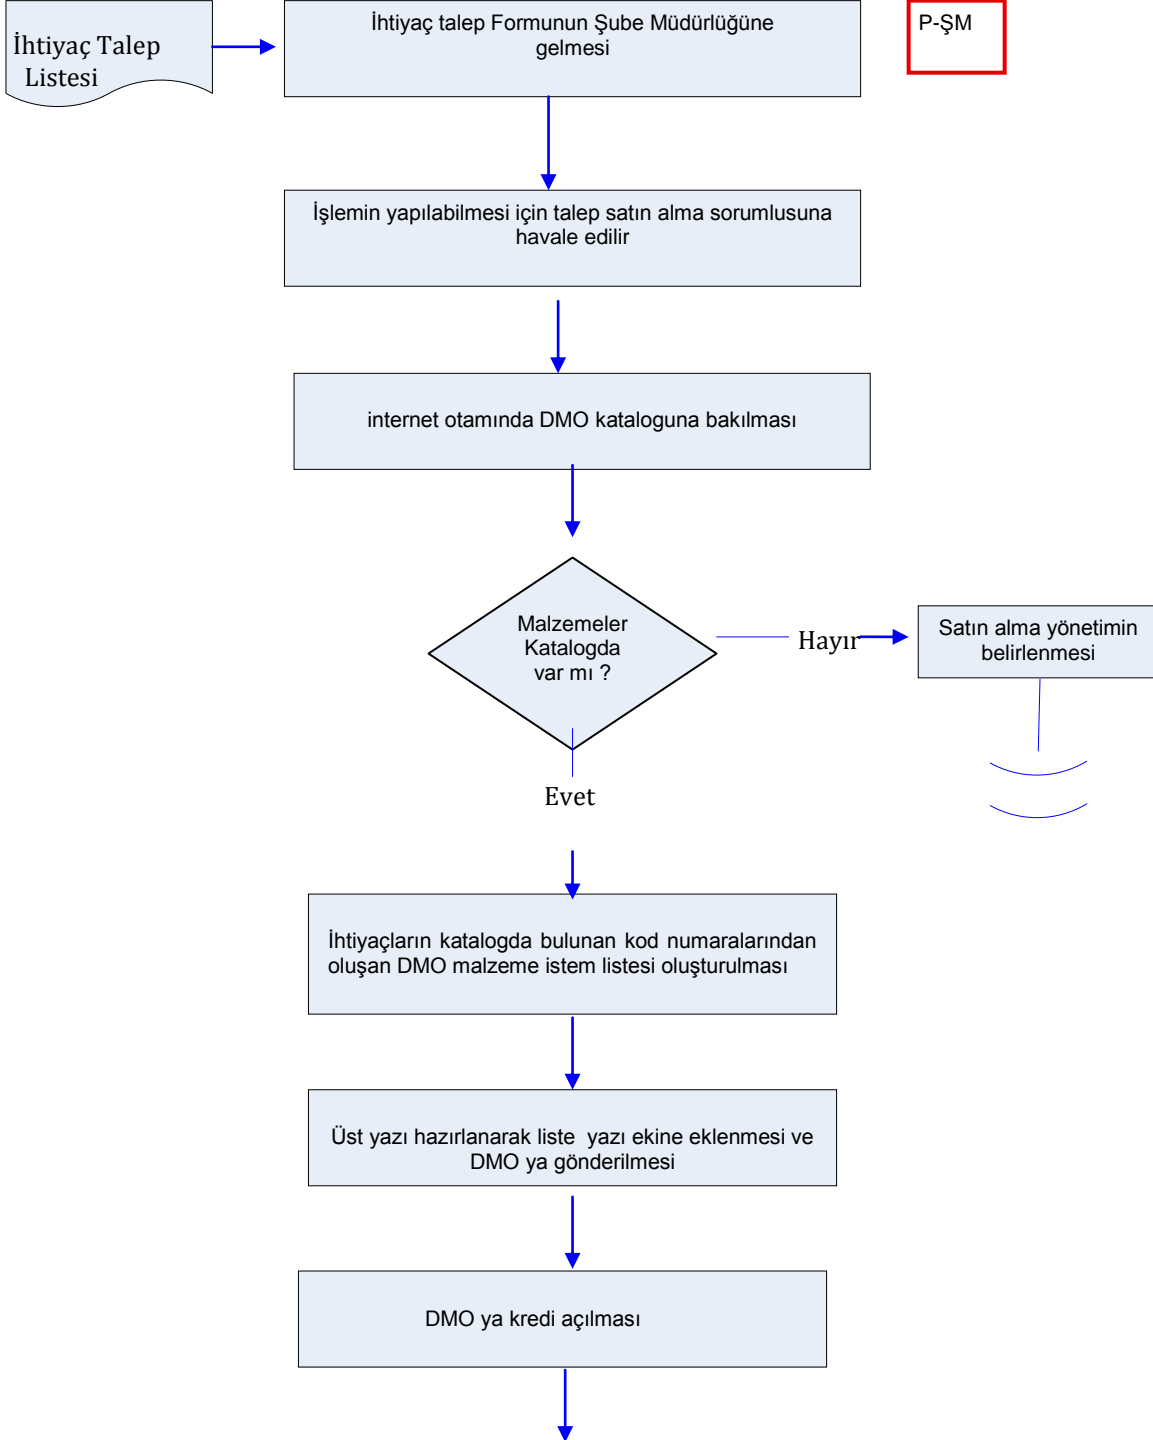 İhtiyaç Talep
Listesi
İhtiyaç talep Formunun Şube Müdürlüğüne
gelmesi
P-ŞM
İşlemin yapılabilmesi için talep satın alma sorumlusuna
havale edilir
internet otamında DMO kataloguna bakılması
Malzemeler
Katalogda
var mı ?
Hayır
Satın alma yönetimin
belirlenmesi
Evet
İhtiyaçların katalogda bulunan kod numaralarından
oluşan DMO malzeme istem listesi oluşturulması
Üst yazı hazırlanarak liste yazı ekine eklenmesi ve
DMO ya gönderilmesi
DMO ya kredi açılması